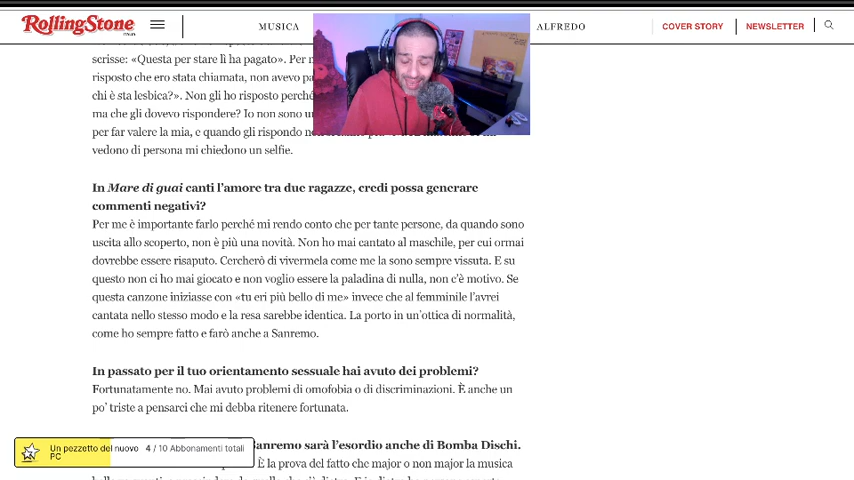 RollingStone
MUSICA
ALFREDO
COVER STORY
NEWSLETTER
scrisse: «Questa per stare lì ha pagato». Per
risposto che ero stata chiamata, non avevo
chi è sta lesbica?». Non gli ho risposto perché
ma che gli dovevo rispondere? Io non sono
per far valere la mia, e quando gli rispondo
vedono di persona mi chiedono un selfie.
In Mare di guai canti l'amore tra due ragazze, credi possa generare
commenti negativi?
Per me è importante farlo perché mi rendo conto che per tante persone, da quando sono
uscita allo scoperto, non è più una novità. Non ho mai cantato al maschile, per cui ormai
dovrebbe essere risaputo. Cercherò di vivermela come me la sono sempre vissuta. E su
questo non ci ho mai giocato e non voglio essere la paladina di nulla, non c'è motivo. Se
questa canzone iniziasse con «tu eri più bello di me» invece che al femminile l'avrei
cantata nello stesso modo e la resa sarebbe identica. La porto in un'ottica di normalità,
come ho sempre fatto e farò anche a Sanremo.
In passato per il tuo orientamento sessuale hai avuto dei problemi?
Fortunatamente no. Mai avuto problemi di omofobia o di discriminazioni. È anche un
po' triste a pensarci che mi debba ritenere fortunata.
Sanremo sarà l'esordio anche di Bomba Dischi.
È la prova del fatto che major o non major la musica
Un pezzetto del nuovo 4 / 10 Abbonamenti totali
PC